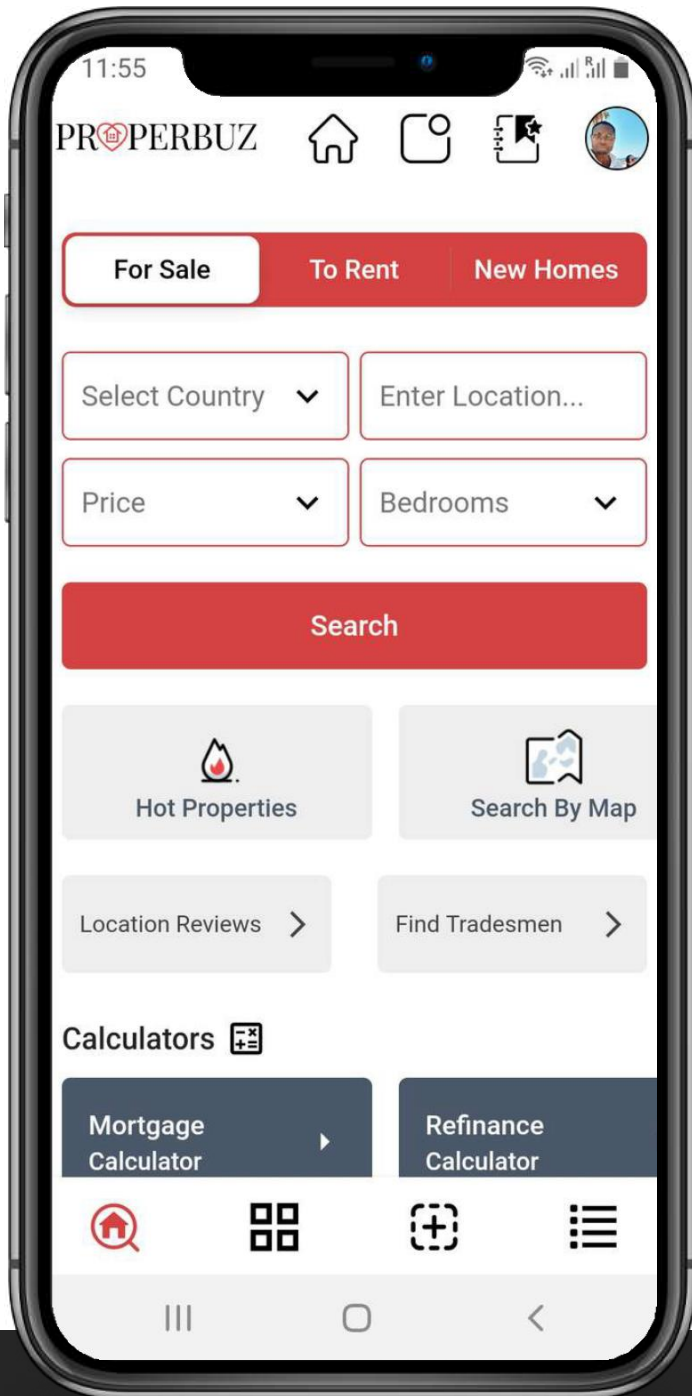 11:55
PROPERBUZ
For Sale
To Rent
New Homes
Select Country
Enter Location...
Price
Bedrooms
Search
Hot Properties
Search By Map
Location Reviews
Find Tradesmen
Calculators
Mortgage
Calculator
Refinance
Calculator